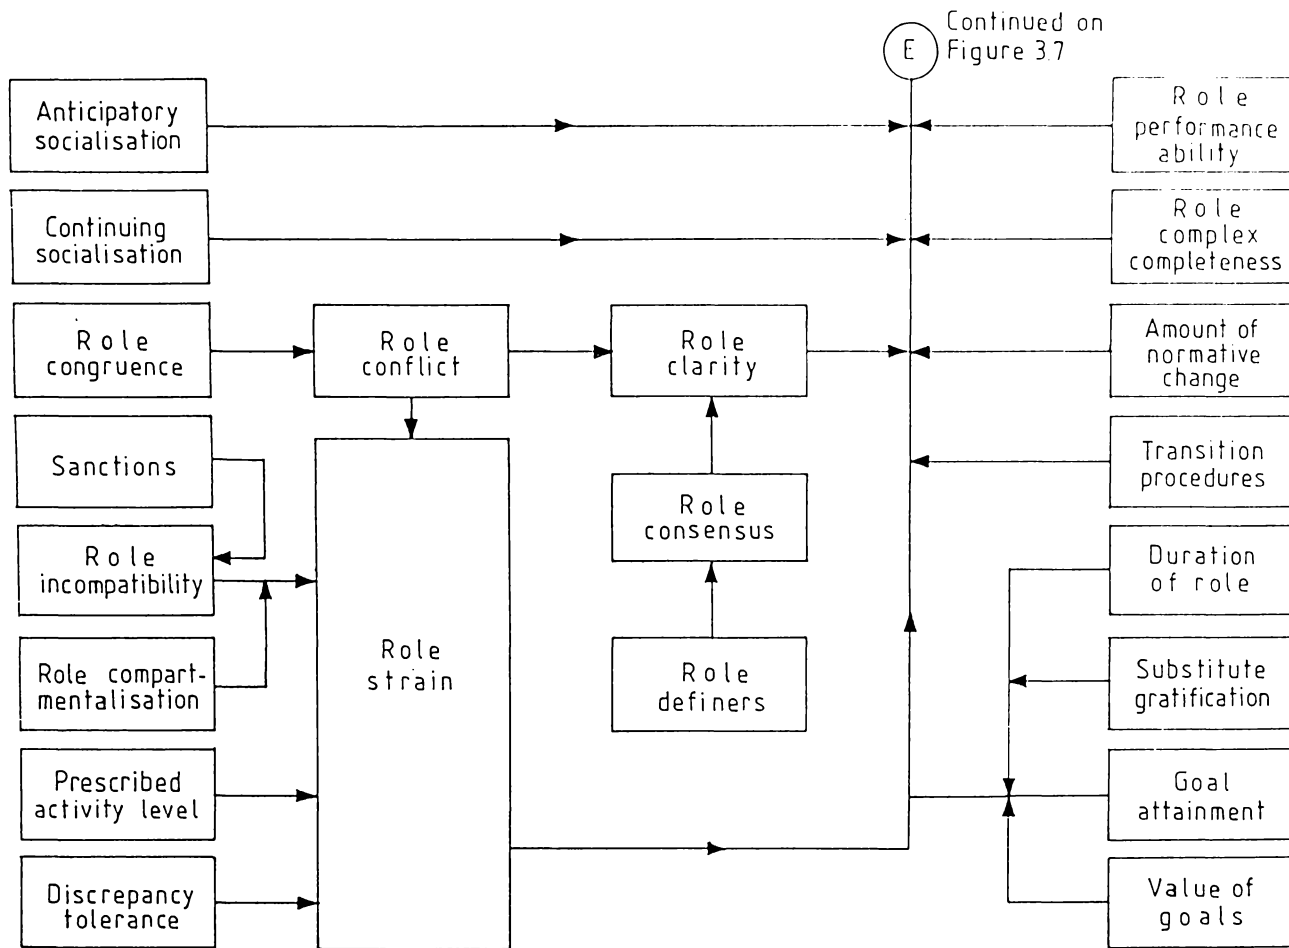 Continued on
E
Figure 3.7
Anticipatory
socialisation
Role
performance
ability
Continuing
socialisation
Role
complex
completeness
Role
congruence
Role
conflict
Role
clarity
Amount of
normative
change
Sanctions
Transition
procedures
Role
consensus
Role
incompatibility
Duration
of role
Role compart-
mentalisation
Role
strain
Role
definers
Substitute
gratification
Prescribed
activity level
Goal
attainment
Discrepancy
tolerance
Value of
goals